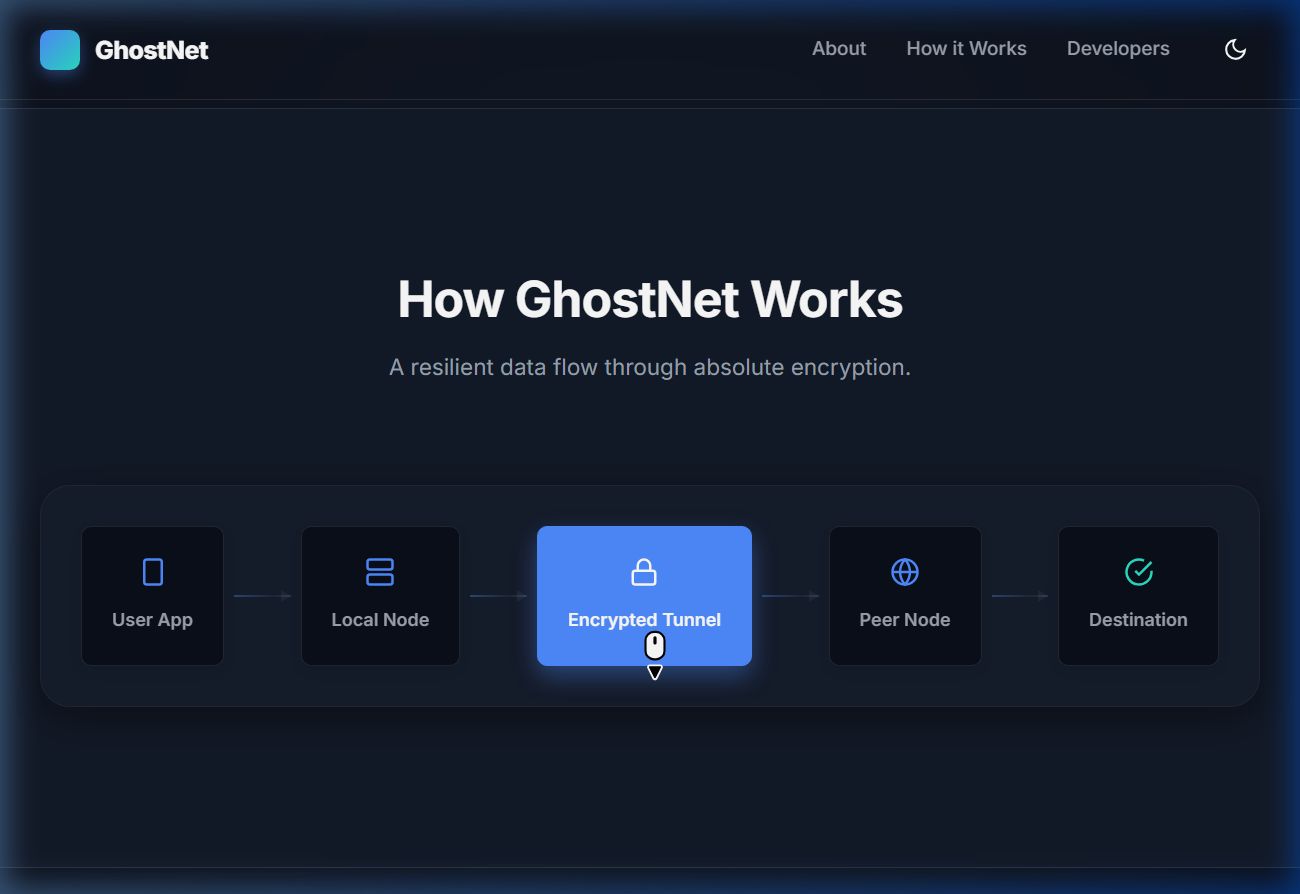 GhostNet
About
How it Works
Developers
How GhostNet Works
A resilient data flow through absolute encryption.
User App
Local Node
Encrypted Tunnel
Peer Node
Destination